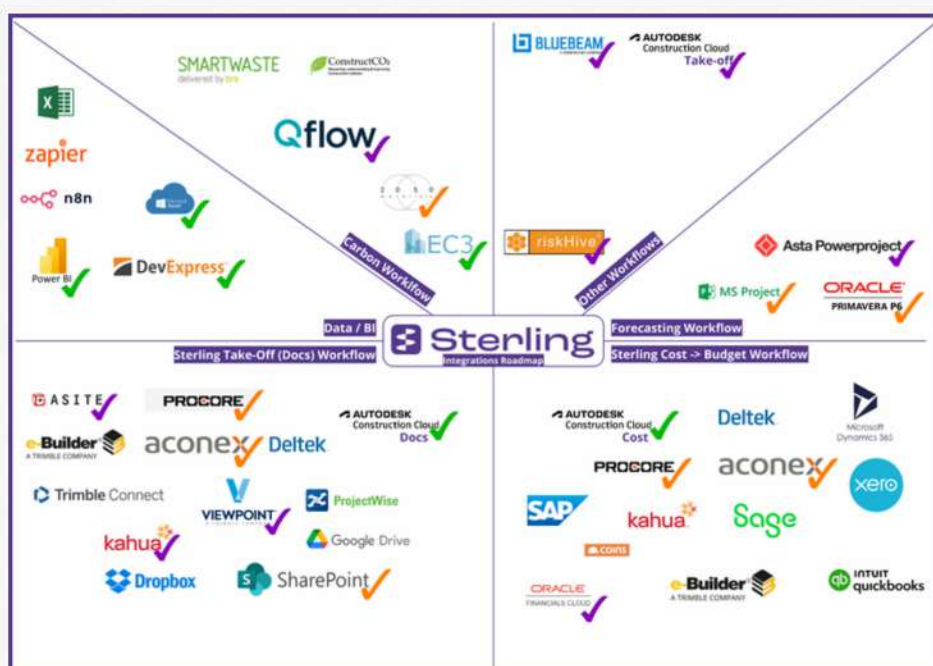 SMARTWASTE
delivered by bre
ConstructCO₂
zapier
Qflow
n8n
2050
EC3
Power BI
DevExpress
Carbon Workflow
Data / BI
BLUEBEAM
AUTODESK
Construction Cloud
Take-off
riskHive
Asta Powerproject
MS Project
ORACLE
PRIMAVERA P6
Other Workflows
Forecasting Workflow
Sterling
Integrations Roadmap
Sterling Take-Off (Docs) Workflow
ASITE
PROCORE
AUTODESK
Construction Cloud
Docs
e-Builder
A TRIMBLE COMPANY
aconex
Deltek
Trimble Connect
VIEWPOINT
ProjectWise
kahua
Google Drive
Dropbox
S SharePoint
Sterling Cost -> Budget Workflow
AUTODESK
Construction Cloud
Cost
Deltek
Microsoft
Dynamics 365
PROCORE
aconex
xero
SAP
kahua
Sage
coins
ORACLE
FINANCIALS CLOUD
e-Builder
A TRIMBLE COMPANY
qb INTUIT
quickbooks